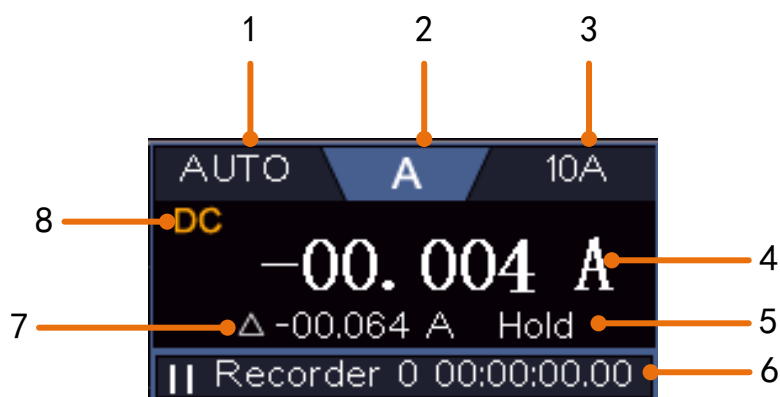 1 2 3
AUTO A 10A
8 DC
-00.004 A 4
7 △ -00.064 A Hold 5
|| Recorder 0 00:00:00.00 6